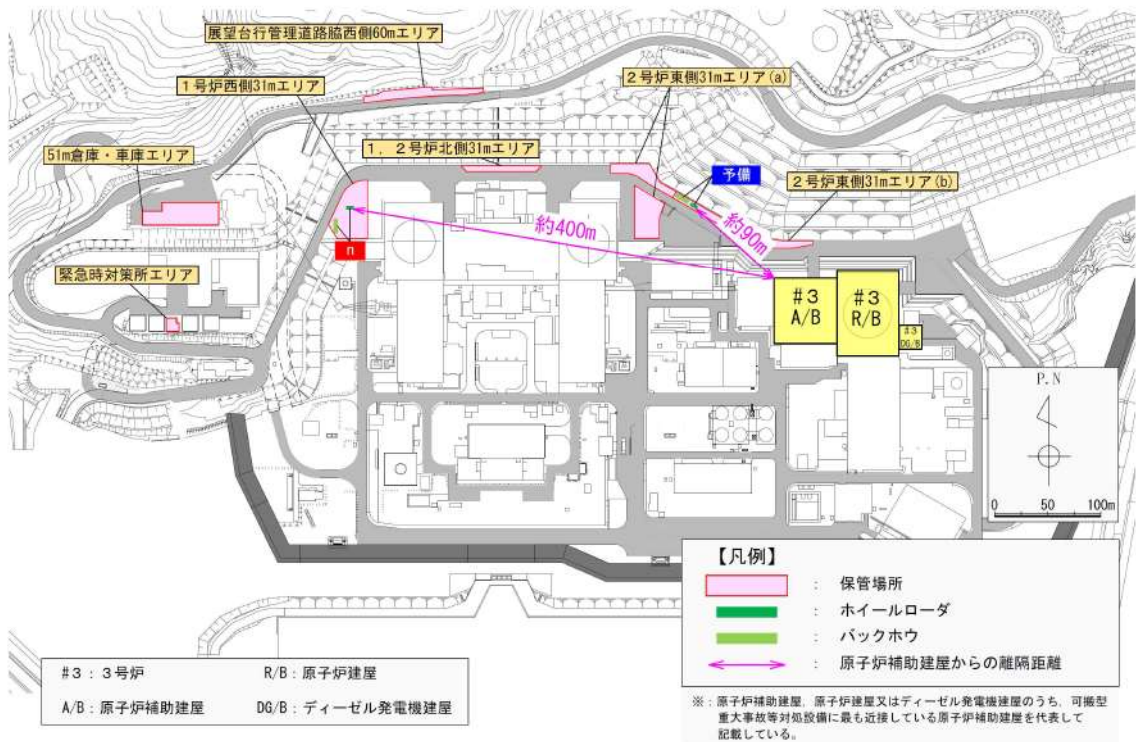 展望台行管理道路脇西側60mエリア
1号炉西側31mエリア
2号炉東側31mエリア(a)
51m倉庫・車庫エリア
1，2号炉北側31mエリア
予備
2号炉東側31mエリア(b)
約400m
約90m
n
緊急時対策所エリア
#3
A/B
#3
R/B
#3
DG/B
P.N
0 50 100m
【凡例】
： 保管場所
： ホイールローダ
： バックホウ
： 原子炉補助建屋からの離隔距離
#3：3号炉 R/B：原子炉建屋
A/B：原子炉補助建屋 DG/B：ディーゼル発電機建屋
※：原子炉補助建屋，原子炉建屋又はディーゼル発電機建屋のうち，可搬型
重大事故等対処設備に最も近接している原子炉補助建屋を代表して
記載している。